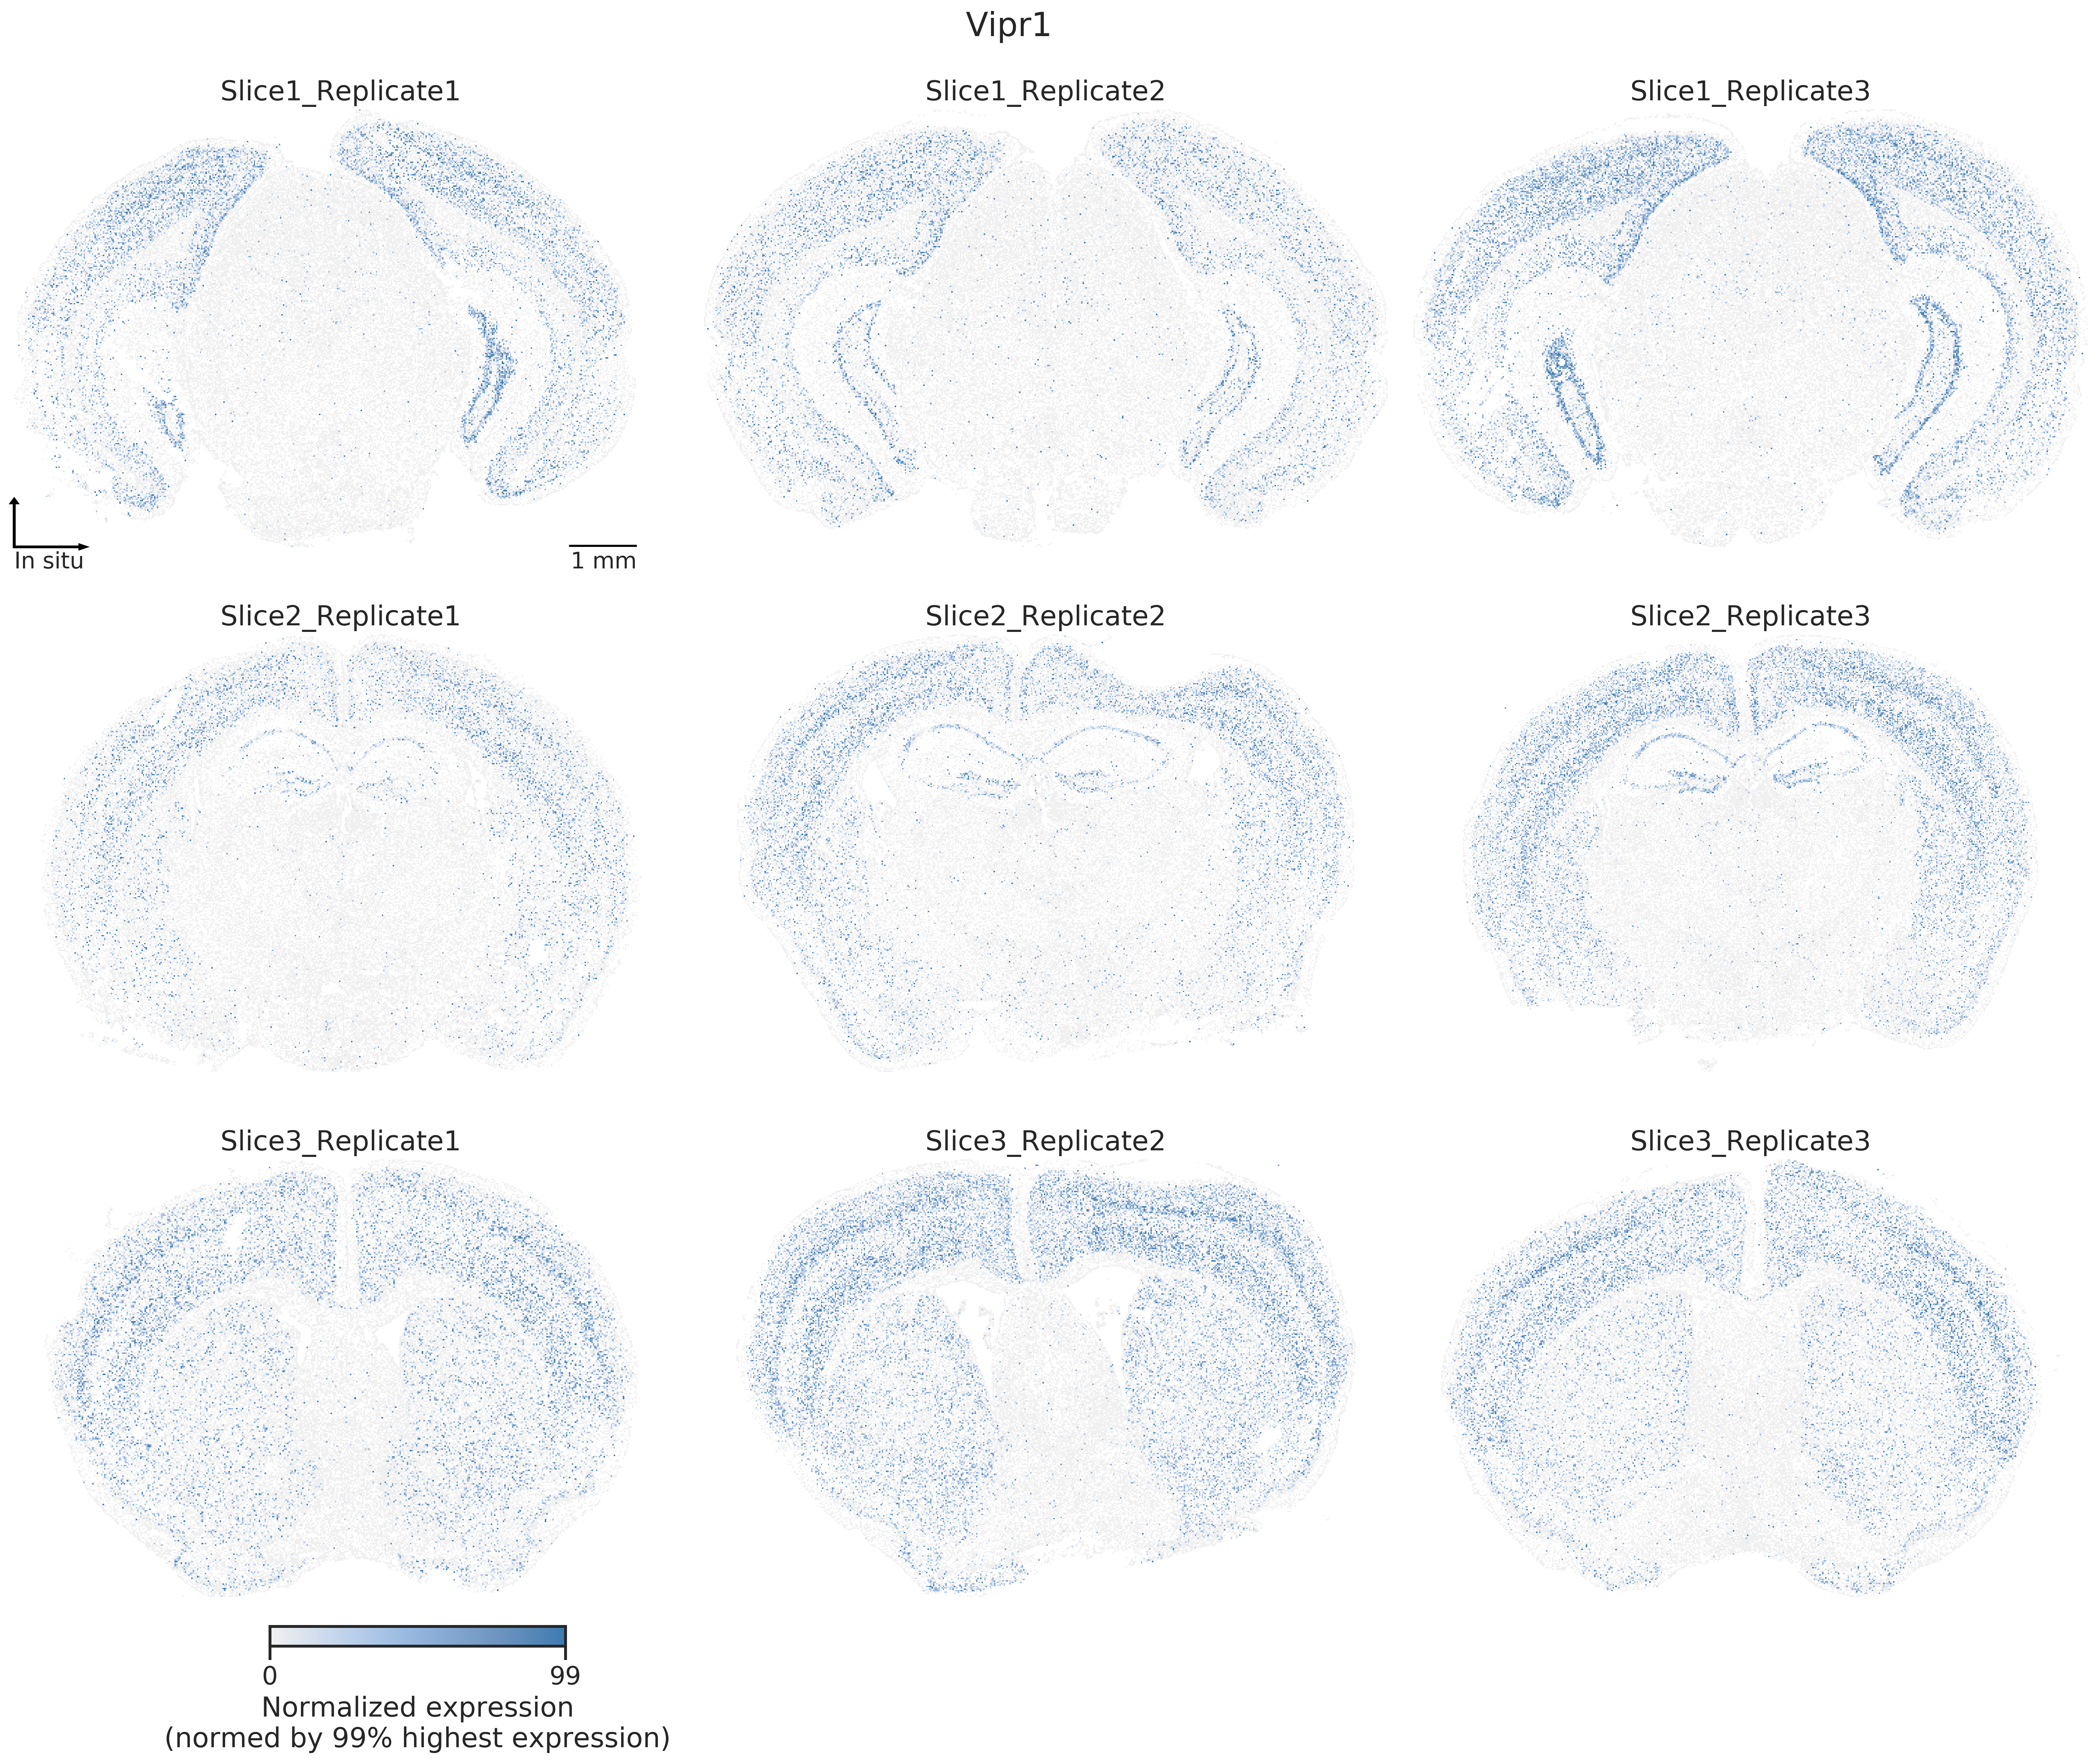 Vipr1
Slice1_Replicate1
Slice1_Replicate2
Slice1_Replicate3
In situ
1 mm
Slice2_Replicate1
Slice2_Replicate2
Slice2_Replicate3
Slice3_Replicate1
Slice3_Replicate2
Slice3_Replicate3
0
99
Normalized expression
(normed by 99% highest expression)